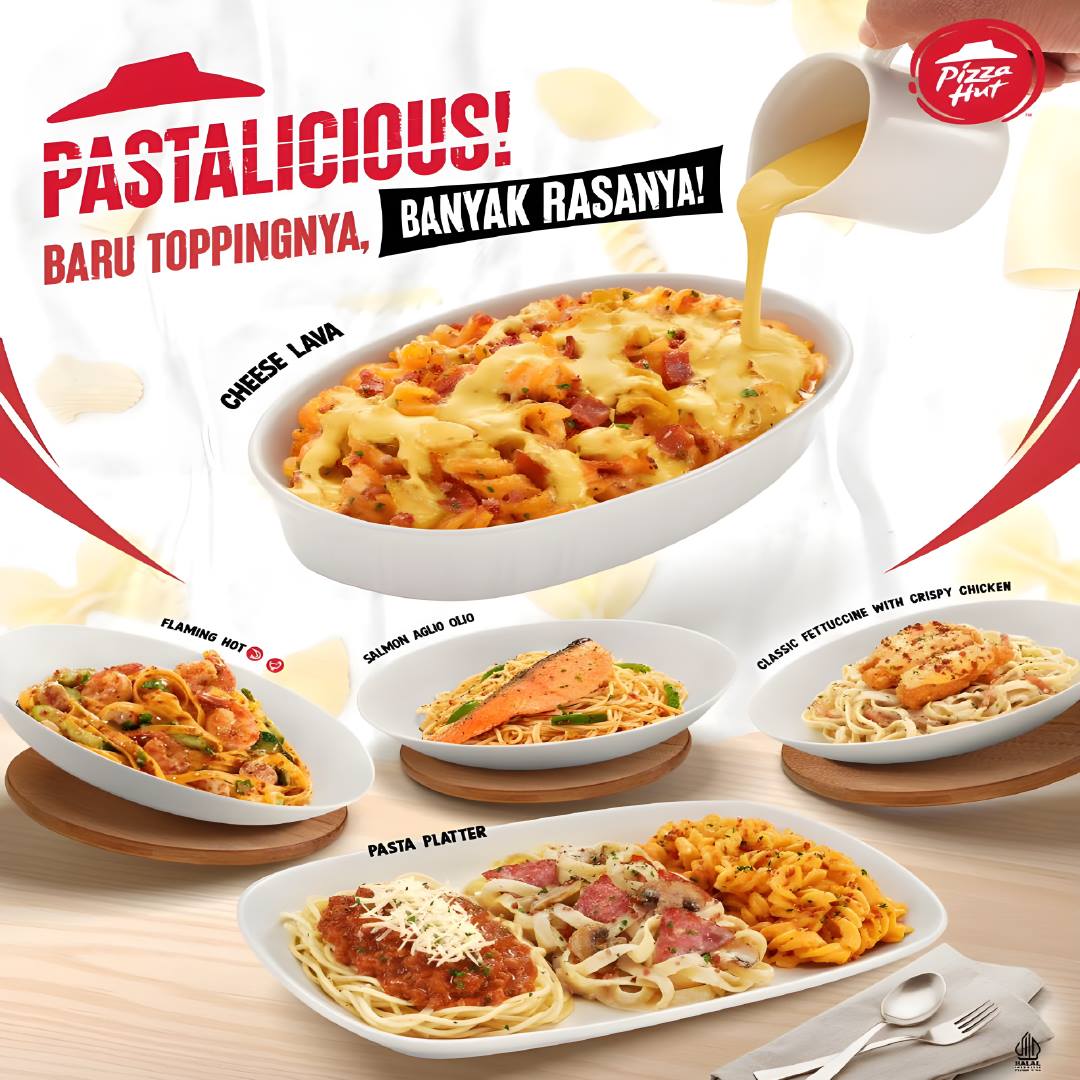 Pizza
Hut
PASTALICIOUS!
BARU TOPPINGNYA, BANYAK RASANYA!
CHEESE LAVA
FLAMING HOT
SALMON AGLIO OLIO
CLASSIC FETTUCCINE WITH CRISPY CHICKEN
PASTA PLATTER
HALAL